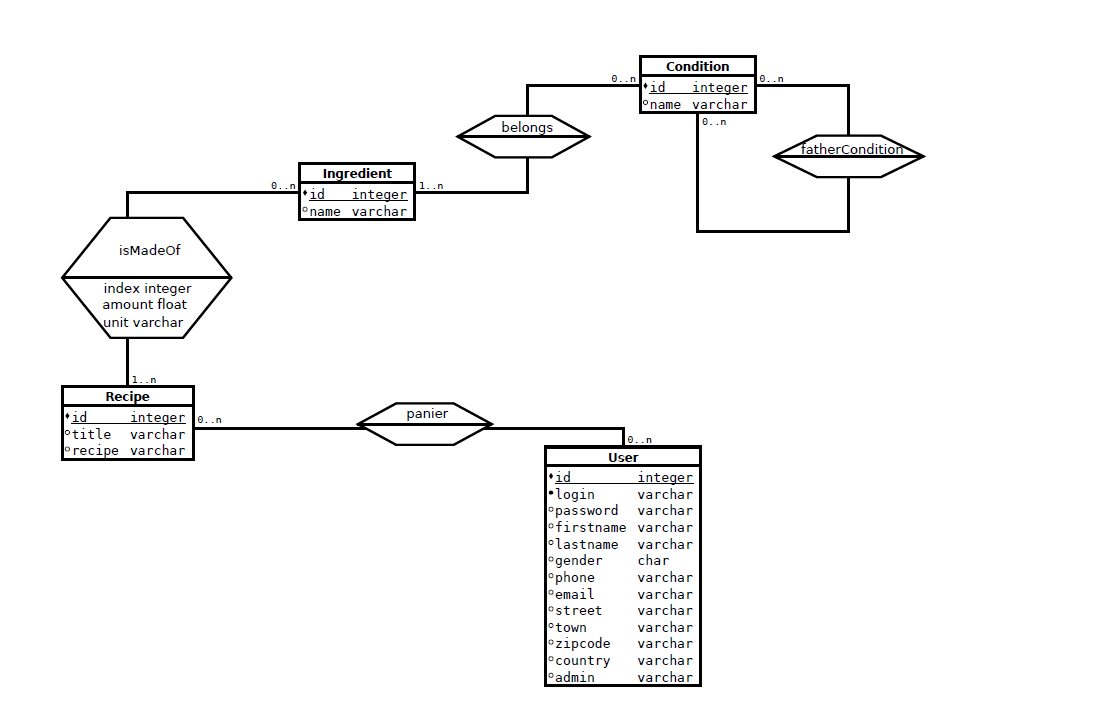 Condition
0..n
0..n
id integer
name varchar
0..n
belongs
fatherCondition
Ingredient
0..n
1..n
id integer
name varchar
isMadeOf
index integer
amount float
unit varchar
1..n
Recipe
id integer
title varchar
recipe varchar
0..n
panier
0..n
User
id integer
login varchar
password varchar
firstname varchar
lastname varchar
gender char
phone varchar
email varchar
street varchar
town varchar
zipcode varchar
country varchar
admin varchar